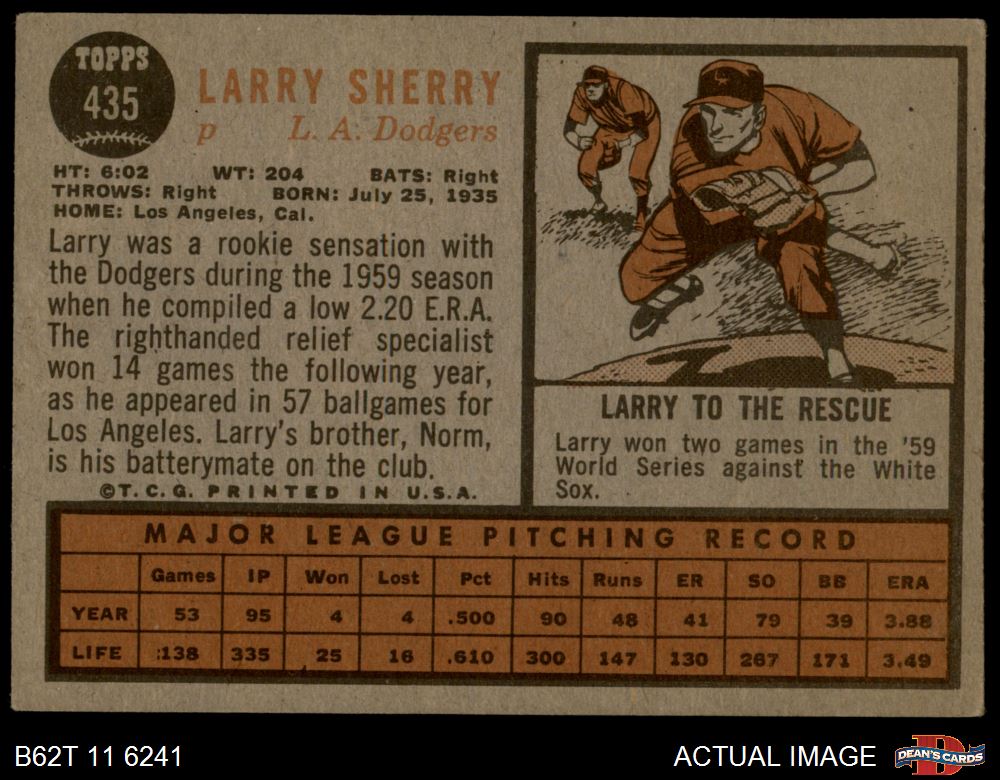 TOPPS
435
LARRY SHERRY
p L. A. Dodgers
HT: 6:02 WT: 204 BATS: Right
THROWS: Right BORN: July 25, 1935
HOME: Los Angeles, Cal.
Larry was a rookie sensation with
the Dodgers during the 1959 season
when he compiled a low 2.20 E.R.A.
The righthanded relief specialist
won 14 games the following year,
as he appeared in 57 ballgames for
Los Angeles. Larry's brother, Norm,
is his batterymate on the club.
©T.C.G. PRINTED IN U.S.A.
LARRY TO THE RESCUE
Larry won two games in the '59
World Series against the White
Sox.
MAJOR LEAGUE PITCHING RECORD
Games IP Won Lost Pct Hits Runs ER SO BB ERA
YEAR 53 95 4 4 .500 90 48 41 79 39 3.88
LIFE 138 335 25 16 .610 300 147 130 267 171 3.49
B62T 11 6241
ACTUAL IMAGE
D
DEAN'S CARDS